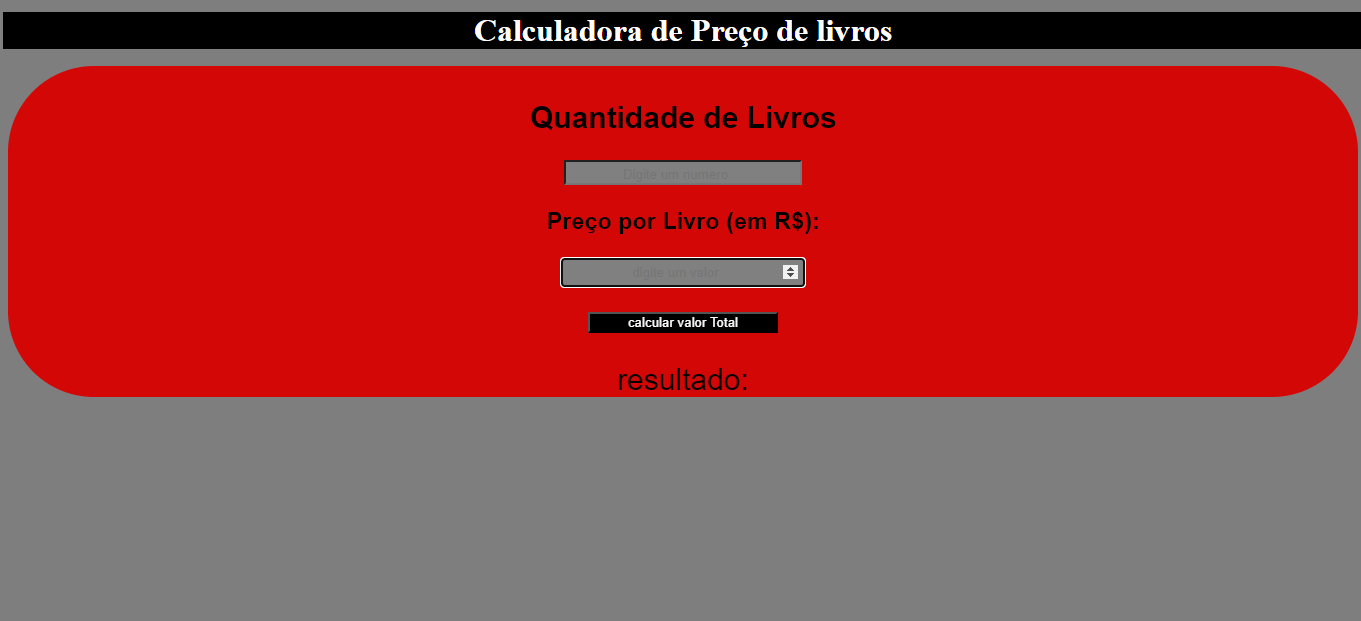 Calculadora de Preço de livros
Quantidade de Livros
Digite um numero
Preço por Livro (em R$):
digite um valor
calcular valor Total
resultado: